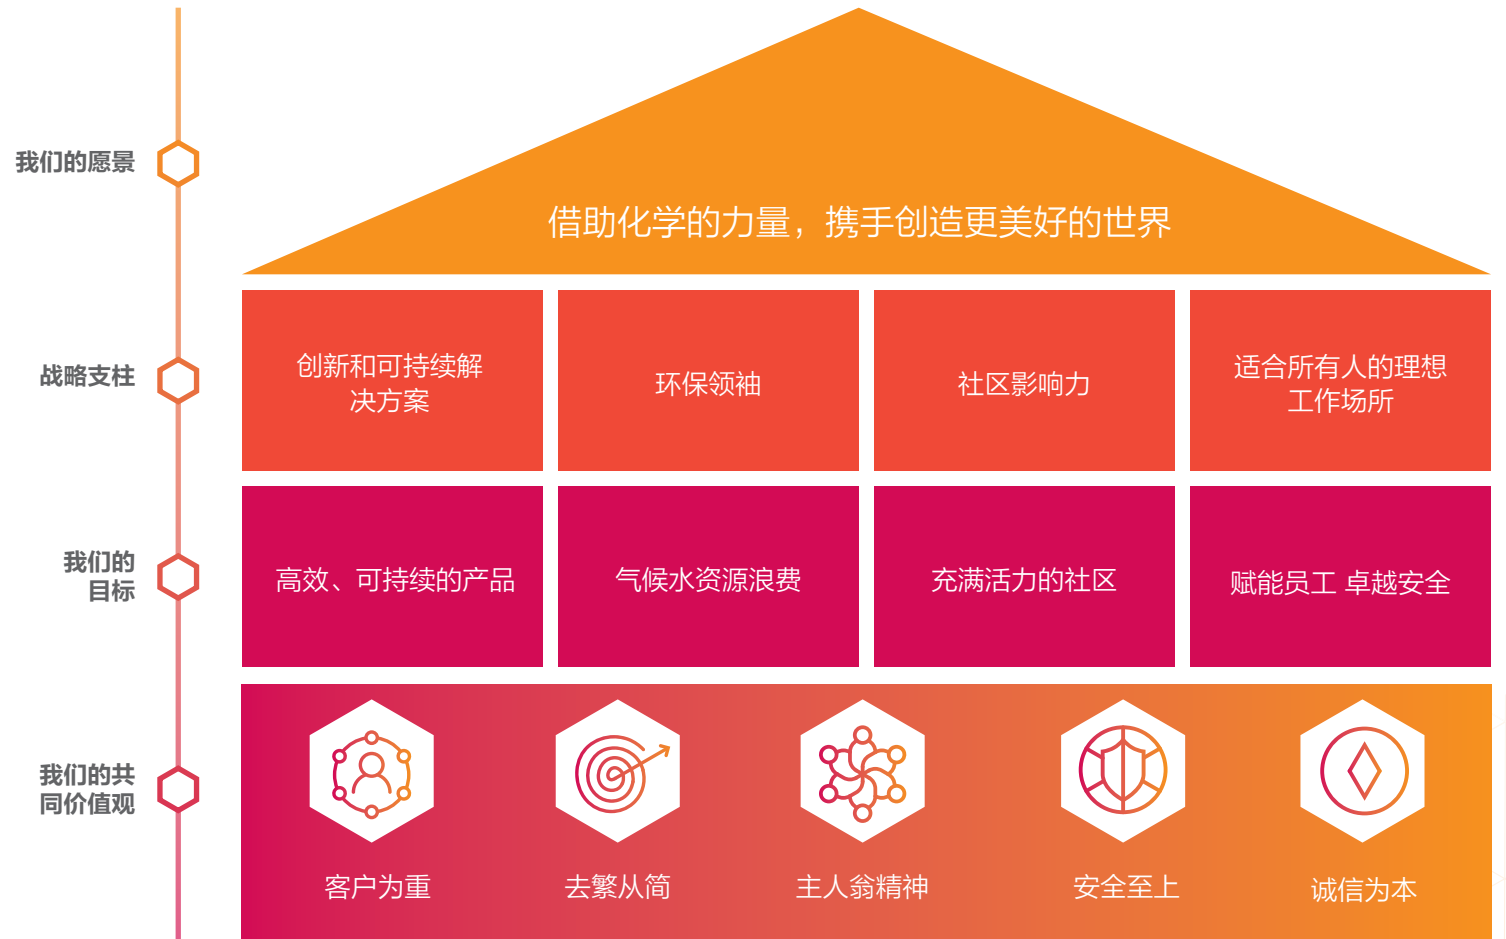 我们的愿景
借助化学的力量，携手创造更美好的世界
战略支柱
创新和可持续解
决方案
环保领袖
社区影响力
适合所有人的理想
工作场所
我们的
目标
高效、可持续的产品
气候水资源浪费
充满活力的社区
赋能员工 卓越安全
我们的共
同价值观
客户为重
去繁从简
主人翁精神
安全至上
诚信为本